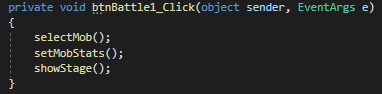 private void btnBattle1_Click(object sender, EventArgs e)
{
    selectMob();
    setMobStats();
    showStage();
}